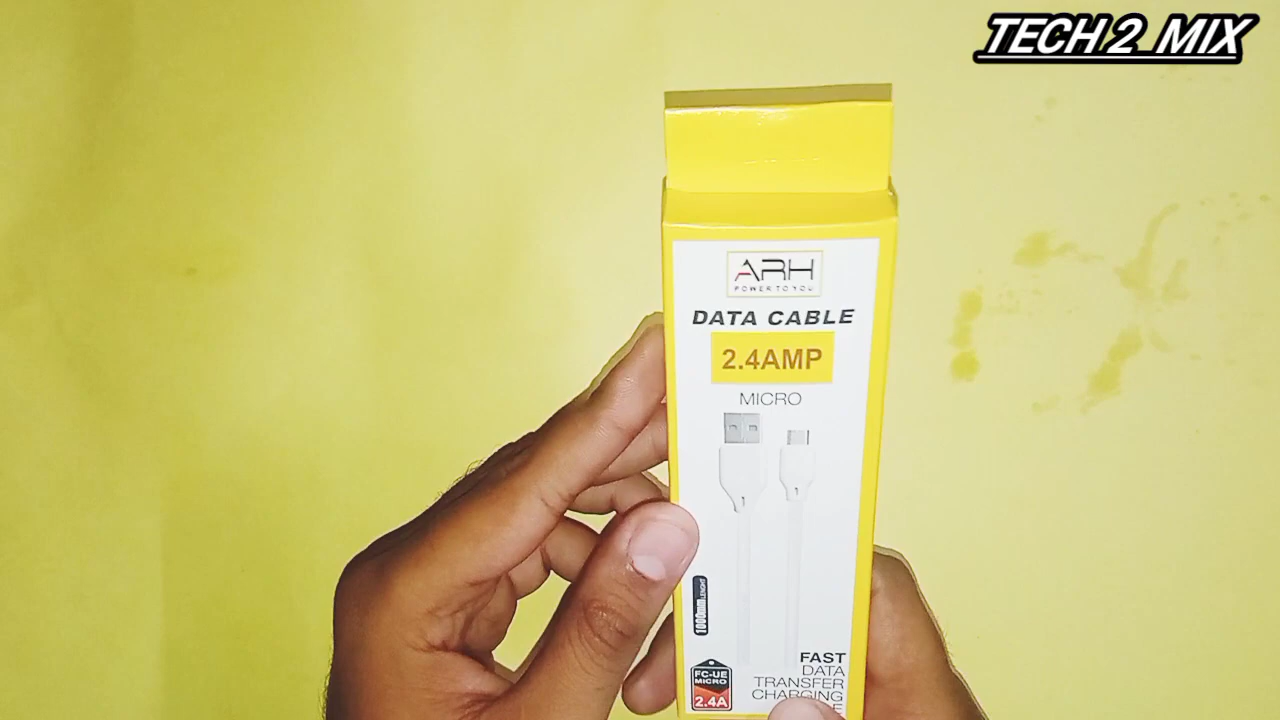 TECH 2 MIX
ARH
POWER TO YOU
DATA CABLE
2.4AMP
MICRO
1000mm LENGHT
FAST
DATA
TRANSFER
CHARGING
FC-UE
MICRO
2.4A